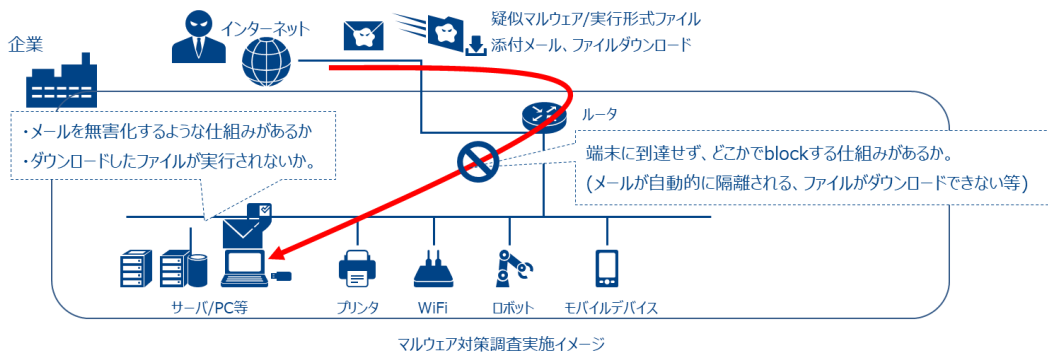 疑似マルウェア/実行形式ファイル
添付メール、ファイルダウンロード
インターネット
企業
ルータ
・メールを無害化するような仕組みがあるか
・ダウンロードしたファイルが実行されないか。
端末に到達せず、どこかでblockする仕組みがあるか。
(メールが自動的に隔離される、ファイルがダウンロードできない等)
サーバ/PC等
プリンタ
WiFi
ロボット
モバイルデバイス
マルウェア対策調査実施イメージ